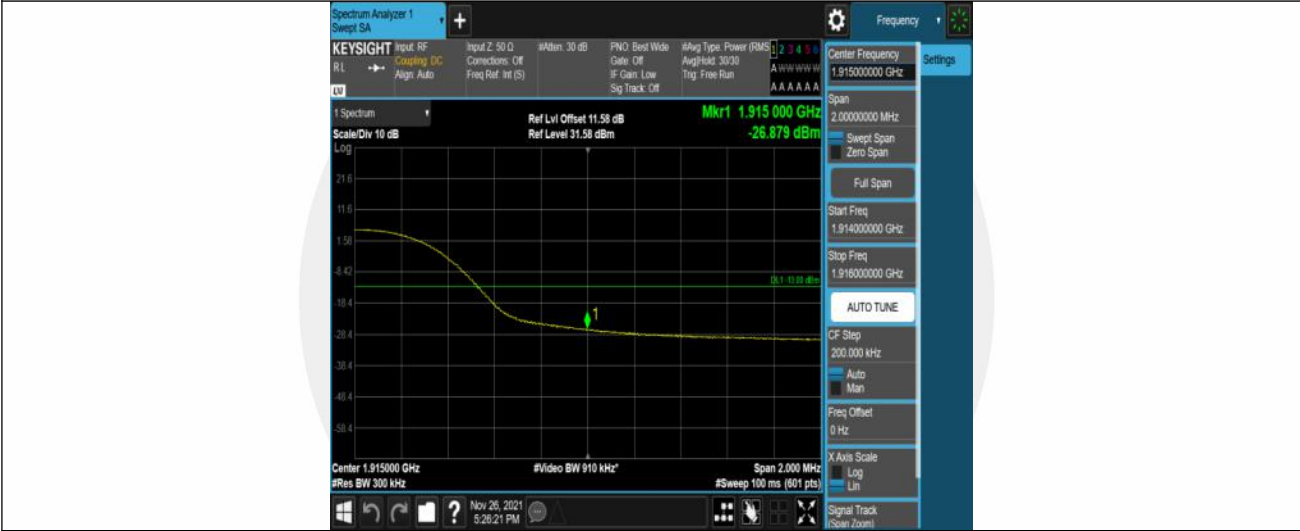 Spectrum Analyzer 1
Swept SA
+
Frequency
KEYSIGHT
Input: RF
Input Z: 50 Ω
#Atten: 30 dB
PNO: Best Wide
#Avg Type: Power (RMS
1 2 3 4 5 6
RL
Coupling: DC
Corrections: Off
Gate: Off
Avg|Hold: 30/30
A W W W W W
Align: Auto
Freq Ref: Int (S)
IF Gain: Low
Trig: Free Run
Sig Track: Off
A A A A A A
LV
1 Spectrum
Ref Lvl Offset 11.58 dB
Mkr1 1.915 000 GHz
Scale/Div 10 dB
Ref Level 31.58 dBm
-26.879 dBm
Log
21.6
11.6
1.58
-8.42
DL1 -13.00 dBm
-18.4
1
-28.4
-38.4
-48.4
-58.4
Center 1.915000 GHz
#Video BW 910 kHz*
Span 2.000 MHz
#Res BW 300 kHz
#Sweep 100 ms (601 pts)
?
Nov 26, 2021
5:26:21 PM
Center Frequency
1.915000000 GHz
Settings
Span
2.00000000 MHz
Swept Span
Zero Span
Full Span
Start Freq
1.914000000 GHz
Stop Freq
1.916000000 GHz
AUTO TUNE
CF Step
200.000 kHz
Auto
Man
Freq Offset
0 Hz
X Axis Scale
Log
Lin
Signal Track
(Span Zoom)